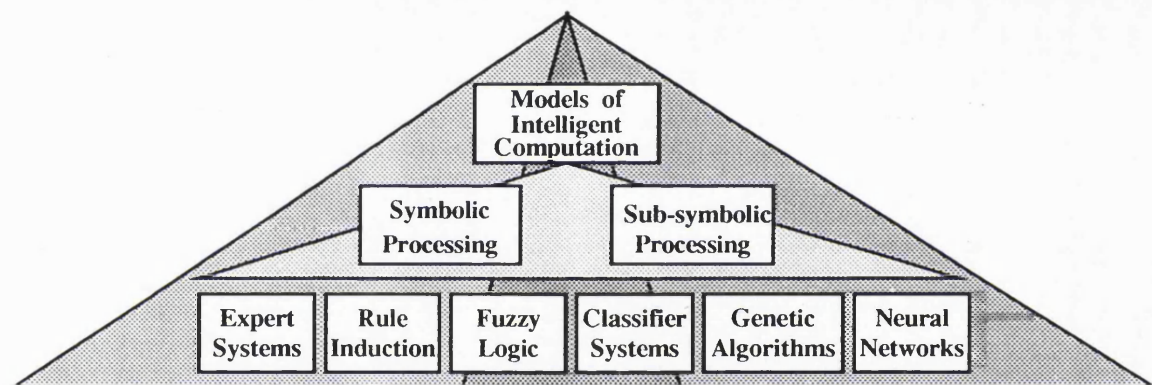 Models of
Intelligent
Computation
Symbolic
Processing
Sub-symbolic
Processing
Expert
Systems
Rule
Induction
Fuzzy
Logic
Classifier
Systems
Genetic
Algorithms
Neural
Networks